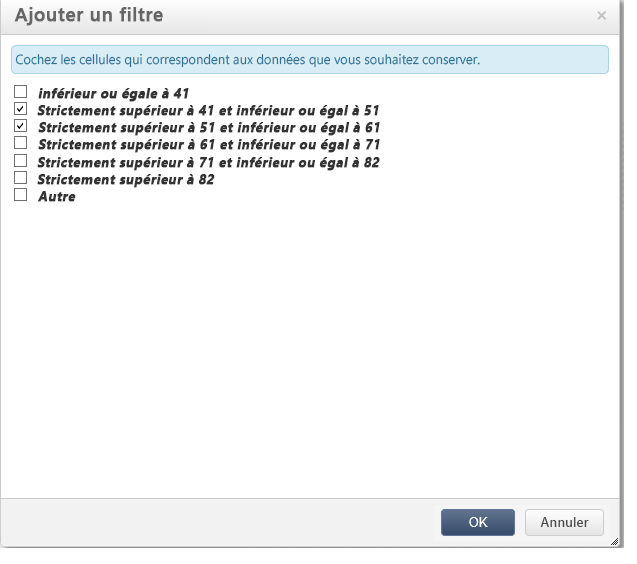 Ajouter un filtre
Cochez les cellules qui correspondent aux données que vous souhaitez conserver.
inférieur ou égale à 41
Strictement supérieur à 41 et inférieur ou égal à 51
Strictement supérieur à 51 et inférieur ou égal à 61
Strictement supérieur à 61 et inférieur ou égal à 71
Strictement supérieur à 71 et inférieur ou égal à 82
Strictement supérieur à 82
Autre
OK Annuler